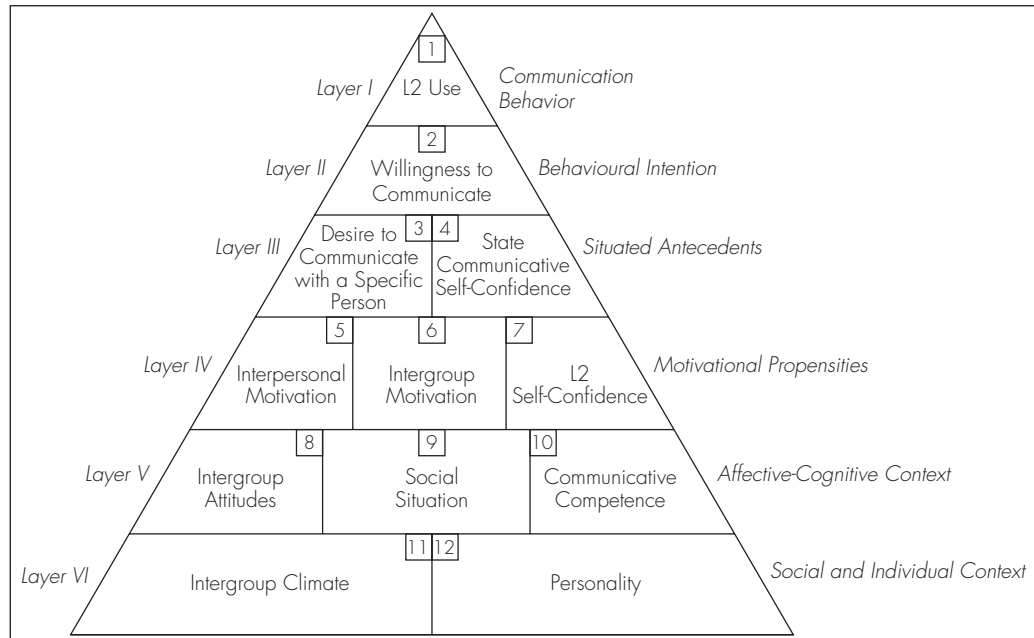 1
Layer I
L2 Use
Communication
Behavior
2
Layer II
Willingness to
Communicate
Behavioural Intention
3
4
Layer III
Desire to
Communicate
with a Specific
Person
State
Communicative
Self-Confidence
Situated Antecedents
5
6
7
Layer IV
Interpersonal
Motivation
Intergroup
Motivation
L2
Self-Confidence
Motivational Propensities
8
9
10
Layer V
Intergroup
Attitudes
Social
Situation
Communicative
Competence
Affective-Cognitive Context
11
12
Layer VI
Intergroup Climate
Personality
Social and Individual Context